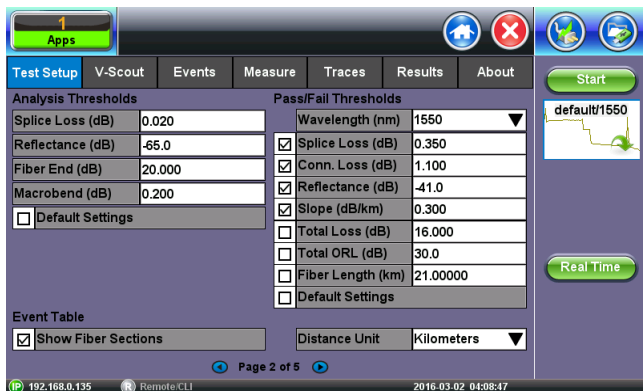 1
Apps
Test Setup V-Scout Events Measure Traces Results About
Start
default/1550
Real Time
Analysis Thresholds
Splice Loss (dB) 0.020
Reflectance (dB) -65.0
Fiber End (dB) 20.000
Macrobend (dB) 0.200
Default Settings
Pass/Fail Thresholds
Wavelength (nm) 1550
Splice Loss (dB) 0.350
Conn. Loss (dB) 1.100
Reflectance (dB) -41.0
Slope (dB/km) 0.300
Total Loss (dB) 16.000
Total ORL (dB) 30.0
Fiber Length (km) 21.00000
Default Settings
Event Table
Show Fiber Sections
Distance Unit Kilometers
Page 2 of 5
IP 192.168.0.135 R Remote/CLI 2016-03-02 04:08:47